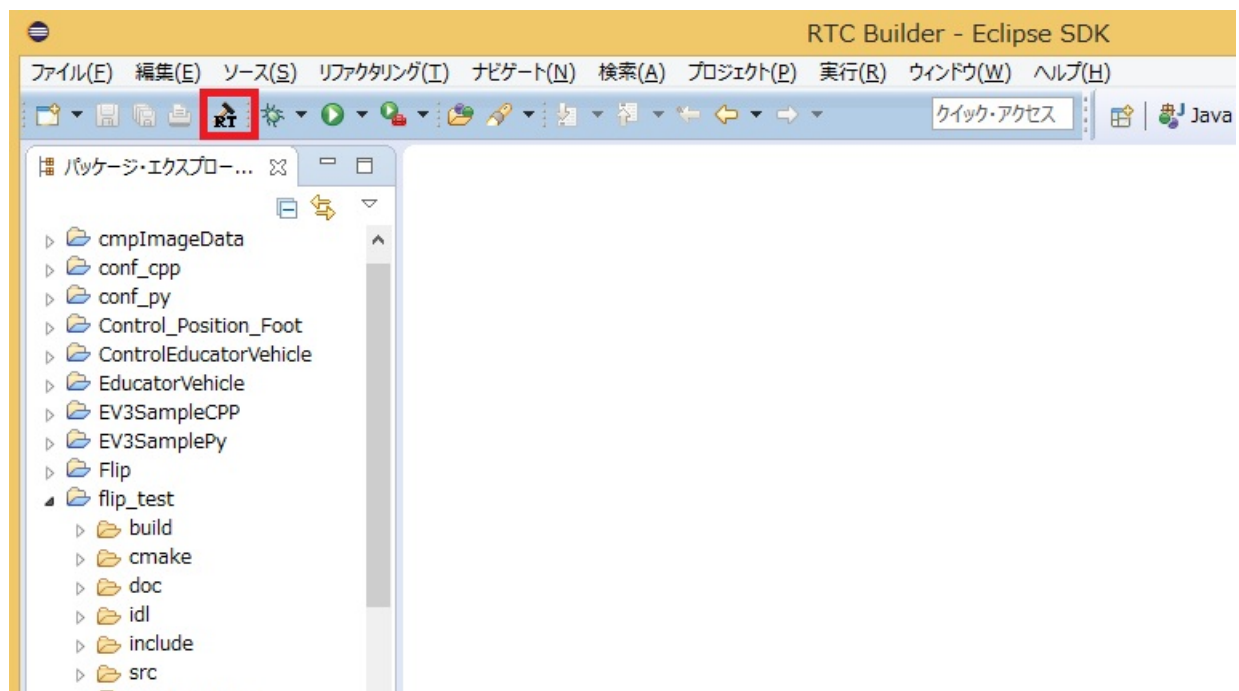 RTC Builder - Eclipse SDK
ファイル(F) 編集(E) ソース(S) リファクタリング(T) ナビゲート(N) 検索(A) プロジェクト(P) 実行(R) ウィンドウ(W) ヘルプ(H)
RT クイック・アクセス Java
パッケージ・エクスプロー...
cmpImageData
conf_cpp
conf_py
Control_Position_Foot
ControlEducatorVehicle
EducatorVehicle
EV3SampleCPP
EV3SamplePy
Flip
flip_test
build
cmake
doc
idl
include
src